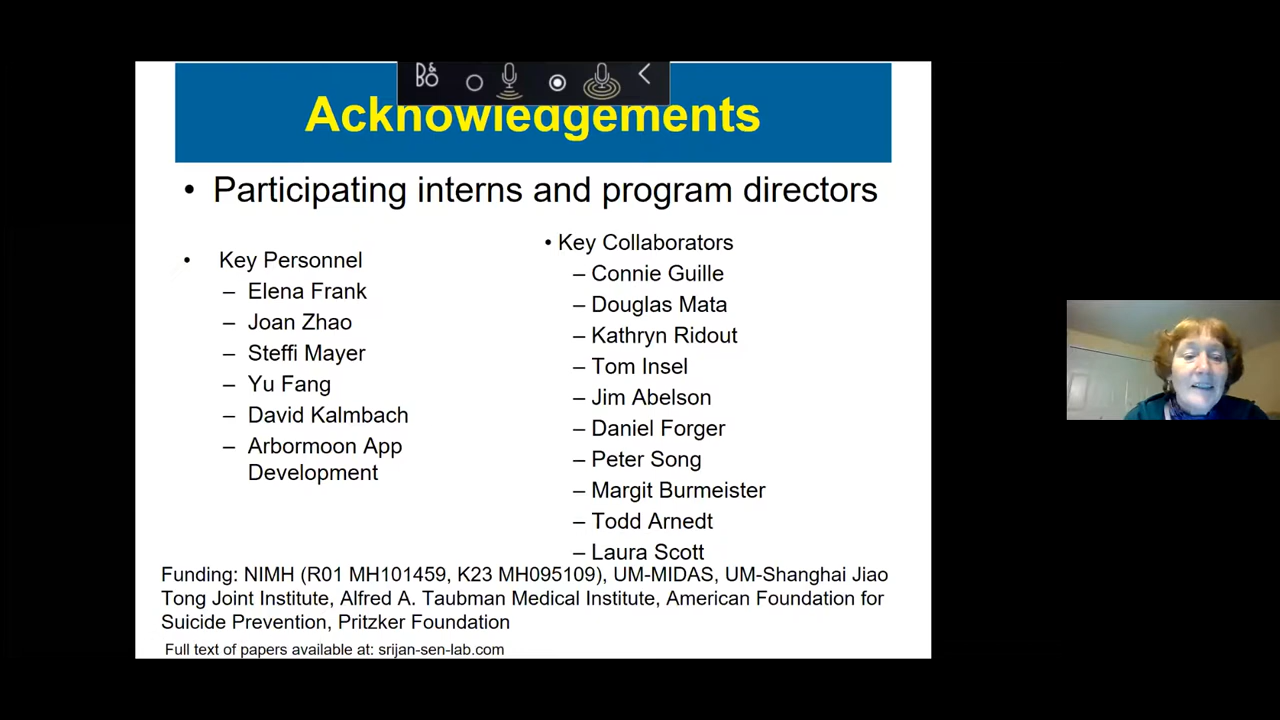 B&
O
Acknowledgements
• Participating interns and program directors
• Key Personnel
– Elena Frank
– Joan Zhao
– Steffi Mayer
– Yu Fang
– David Kalmbach
– Arbormoon App
Development
• Key Collaborators
– Connie Guille
– Douglas Mata
– Kathryn Ridout
– Tom Insel
– Jim Abelson
– Daniel Forger
– Peter Song
– Margit Burmeister
– Todd Arnedt
– Laura Scott
Funding: NIMH (R01 MH101459, K23 MH095109), UM-MIDAS, UM-Shanghai Jiao
Tong Joint Institute, Alfred A. Taubman Medical Institute, American Foundation for
Suicide Prevention, Pritzker Foundation
Full text of papers available at: srijan-sen-lab.com